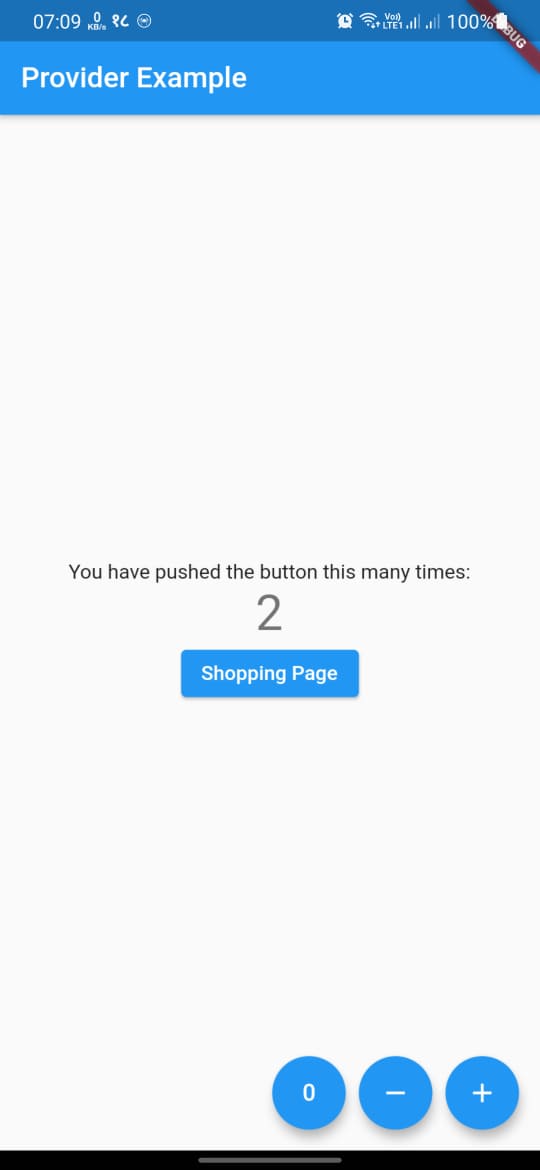 07:09 0 KB/s १८ Vo)) LTE1 100%
Provider Example
You have pushed the button this many times:
2
Shopping Page
0 − +